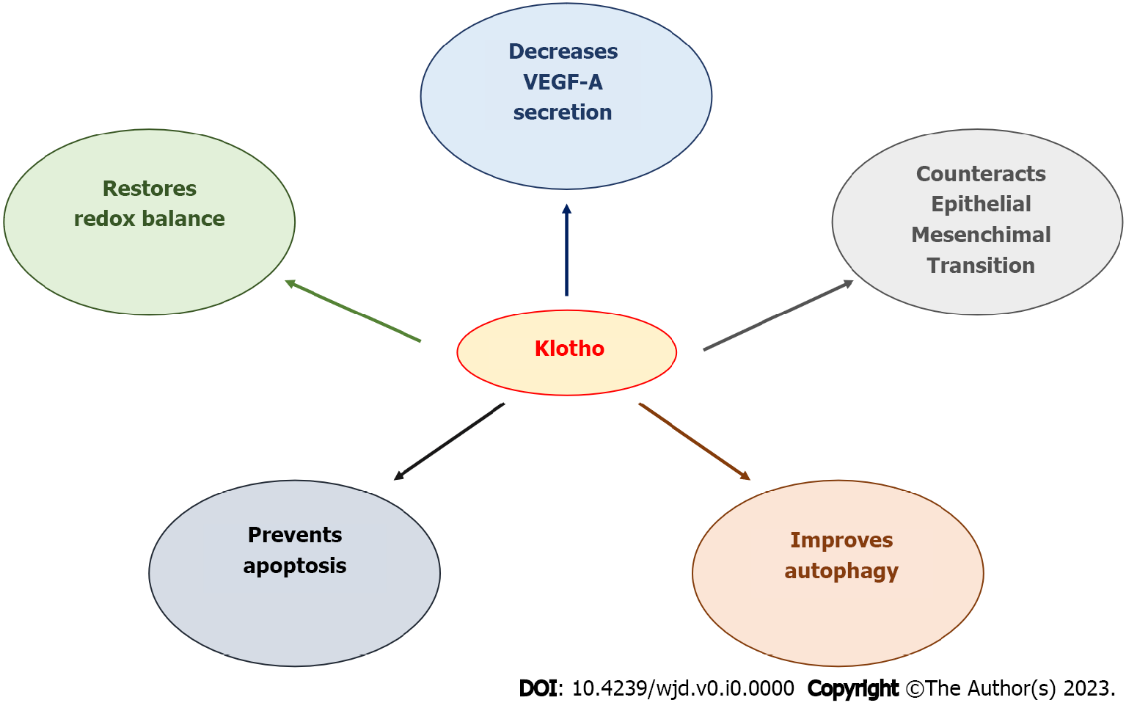 Decreases
VEGF-A
secretion
Restores
redox balance
Counteracts
Epithelial
Mesenchimal
Transition
Klotho
Prevents
apoptosis
Improves
autophagy
DOI: 10.4239/wjd.v0.i0.0000 Copyright ©The Author(s) 2023.